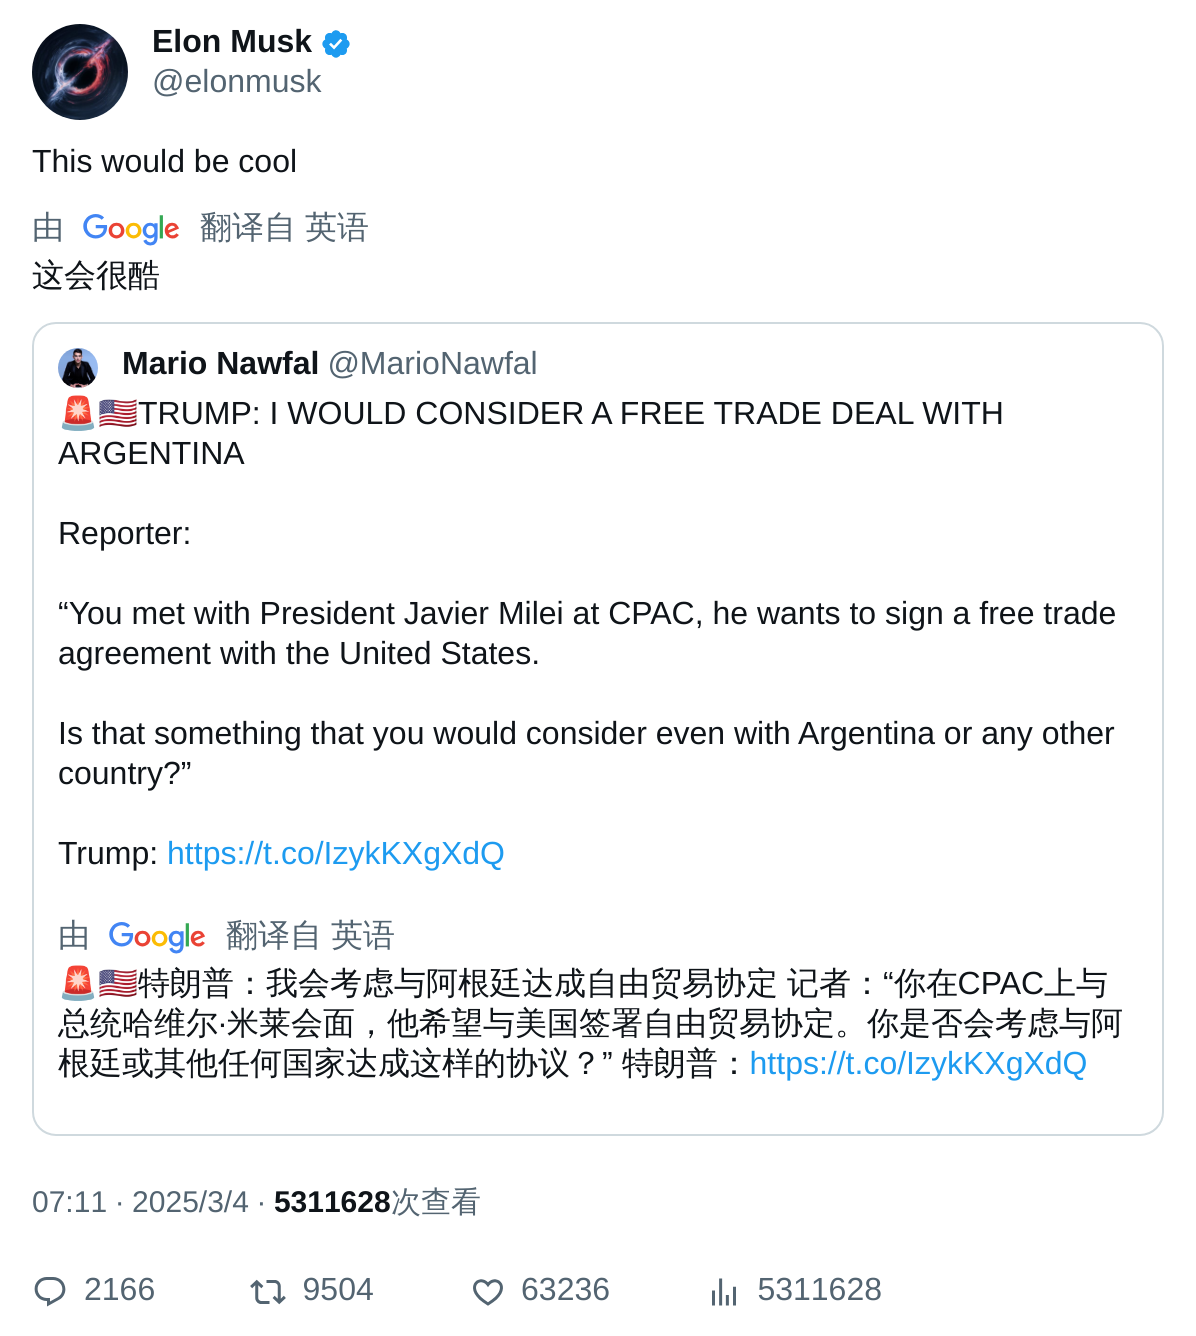 Elon Musk
@elonmusk
This would be cool
由 Google 翻译自 英语
这会很酷
Mario Nawfal @MarioNawfal
🚨🇺🇸TRUMP: I WOULD CONSIDER A FREE TRADE DEAL WITH
ARGENTINA
Reporter:
“You met with President Javier Milei at CPAC, he wants to sign a free trade
agreement with the United States.
Is that something that you would consider even with Argentina or any other
country?”
Trump: https://t.co/IzykKXgXdQ
由 Google 翻译自 英语
🚨🇺🇸特朗普：我会考虑与阿根廷达成自由贸易协定 记者：“你在CPAC上与
总统哈维尔·米莱会面，他希望与美国签署自由贸易协定。你是否会考虑与阿
根廷或其他任何国家达成这样的协议？” 特朗普：https://t.co/IzykKXgXdQ
07:11 · 2025/3/4 · 5311628次查看
2166 9504 63236 5311628